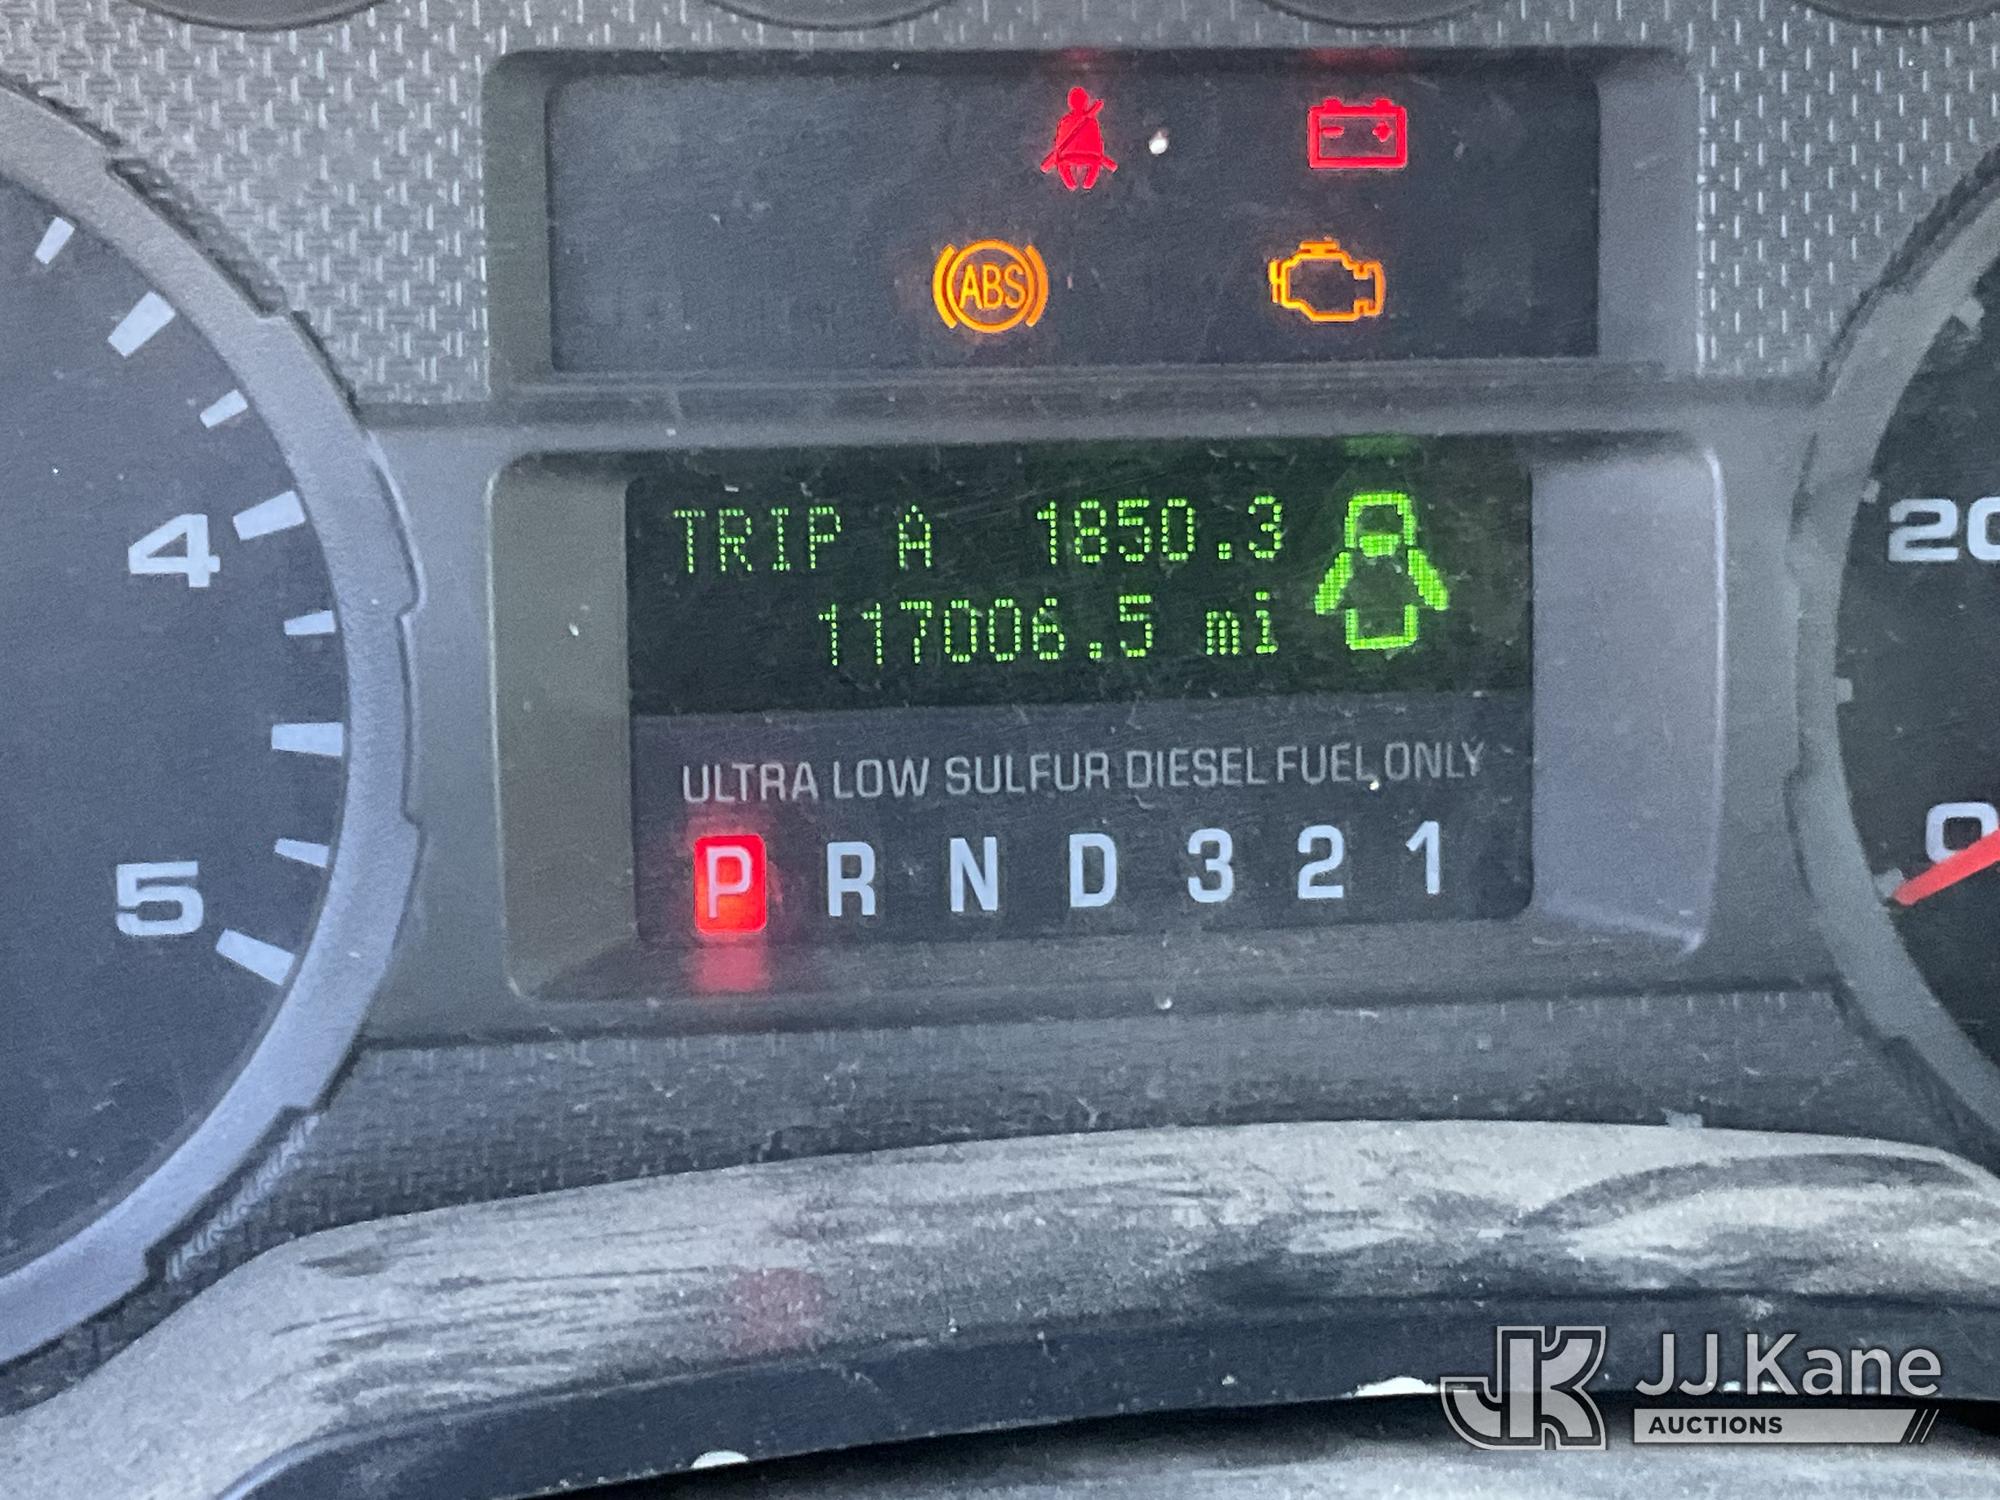 ABS
TRIP A 1850.3
117006.5 mi
ULTRA LOW SULFUR DIESEL FUEL ONLY
P R N D 3 2 1
4
5
20
0
JK JJ Kane
AUCTIONS